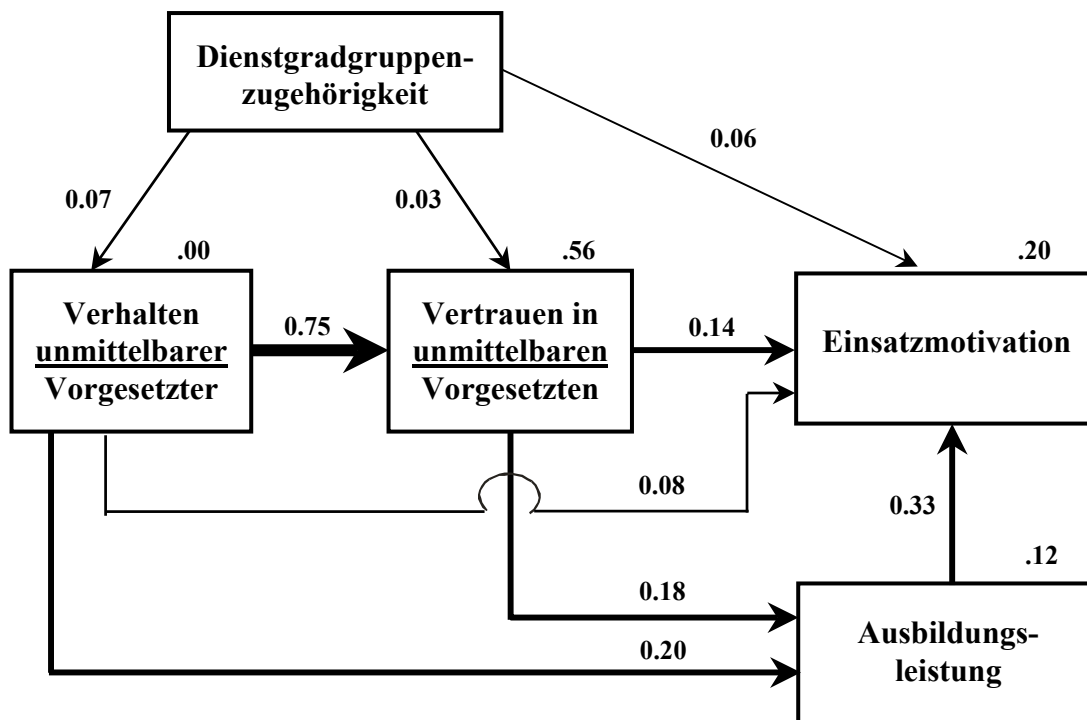 Dienstgradgruppen-
zugehörigkeit
0.06
0.07
0.03
.00
.56
.20
Verhalten
unmittelbarer
Vorgesetzter
0.75
Vertrauen in
unmittelbaren
Vorgesetzten
0.14
Einsatzmotivation
0.08
0.33
.12
0.18
0.20
Ausbildungs-
leistung